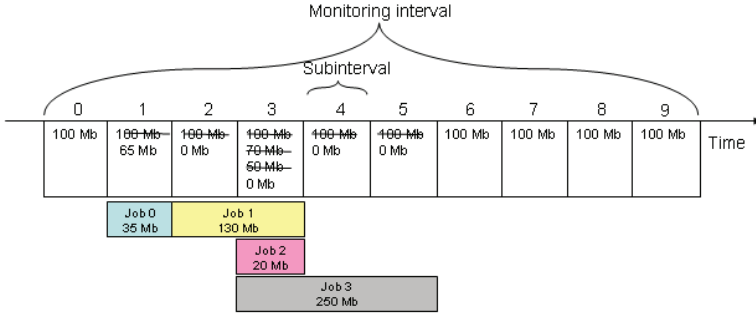 Monitoring interval
Subinterval
0 1 2 3 4 5 6 7 8 9
100 Mb 100 Mb 100 Mb 100 Mb 100 Mb 100 Mb 100 Mb 100 Mb 100 Mb 100 Mb
65 Mb 0 Mb 70 Mb 0 Mb 0 Mb
50 Mb
0 Mb
Time
Job 0 Job 1
35 Mb 130 Mb
Job 2
20 Mb
Job 3
250 Mb